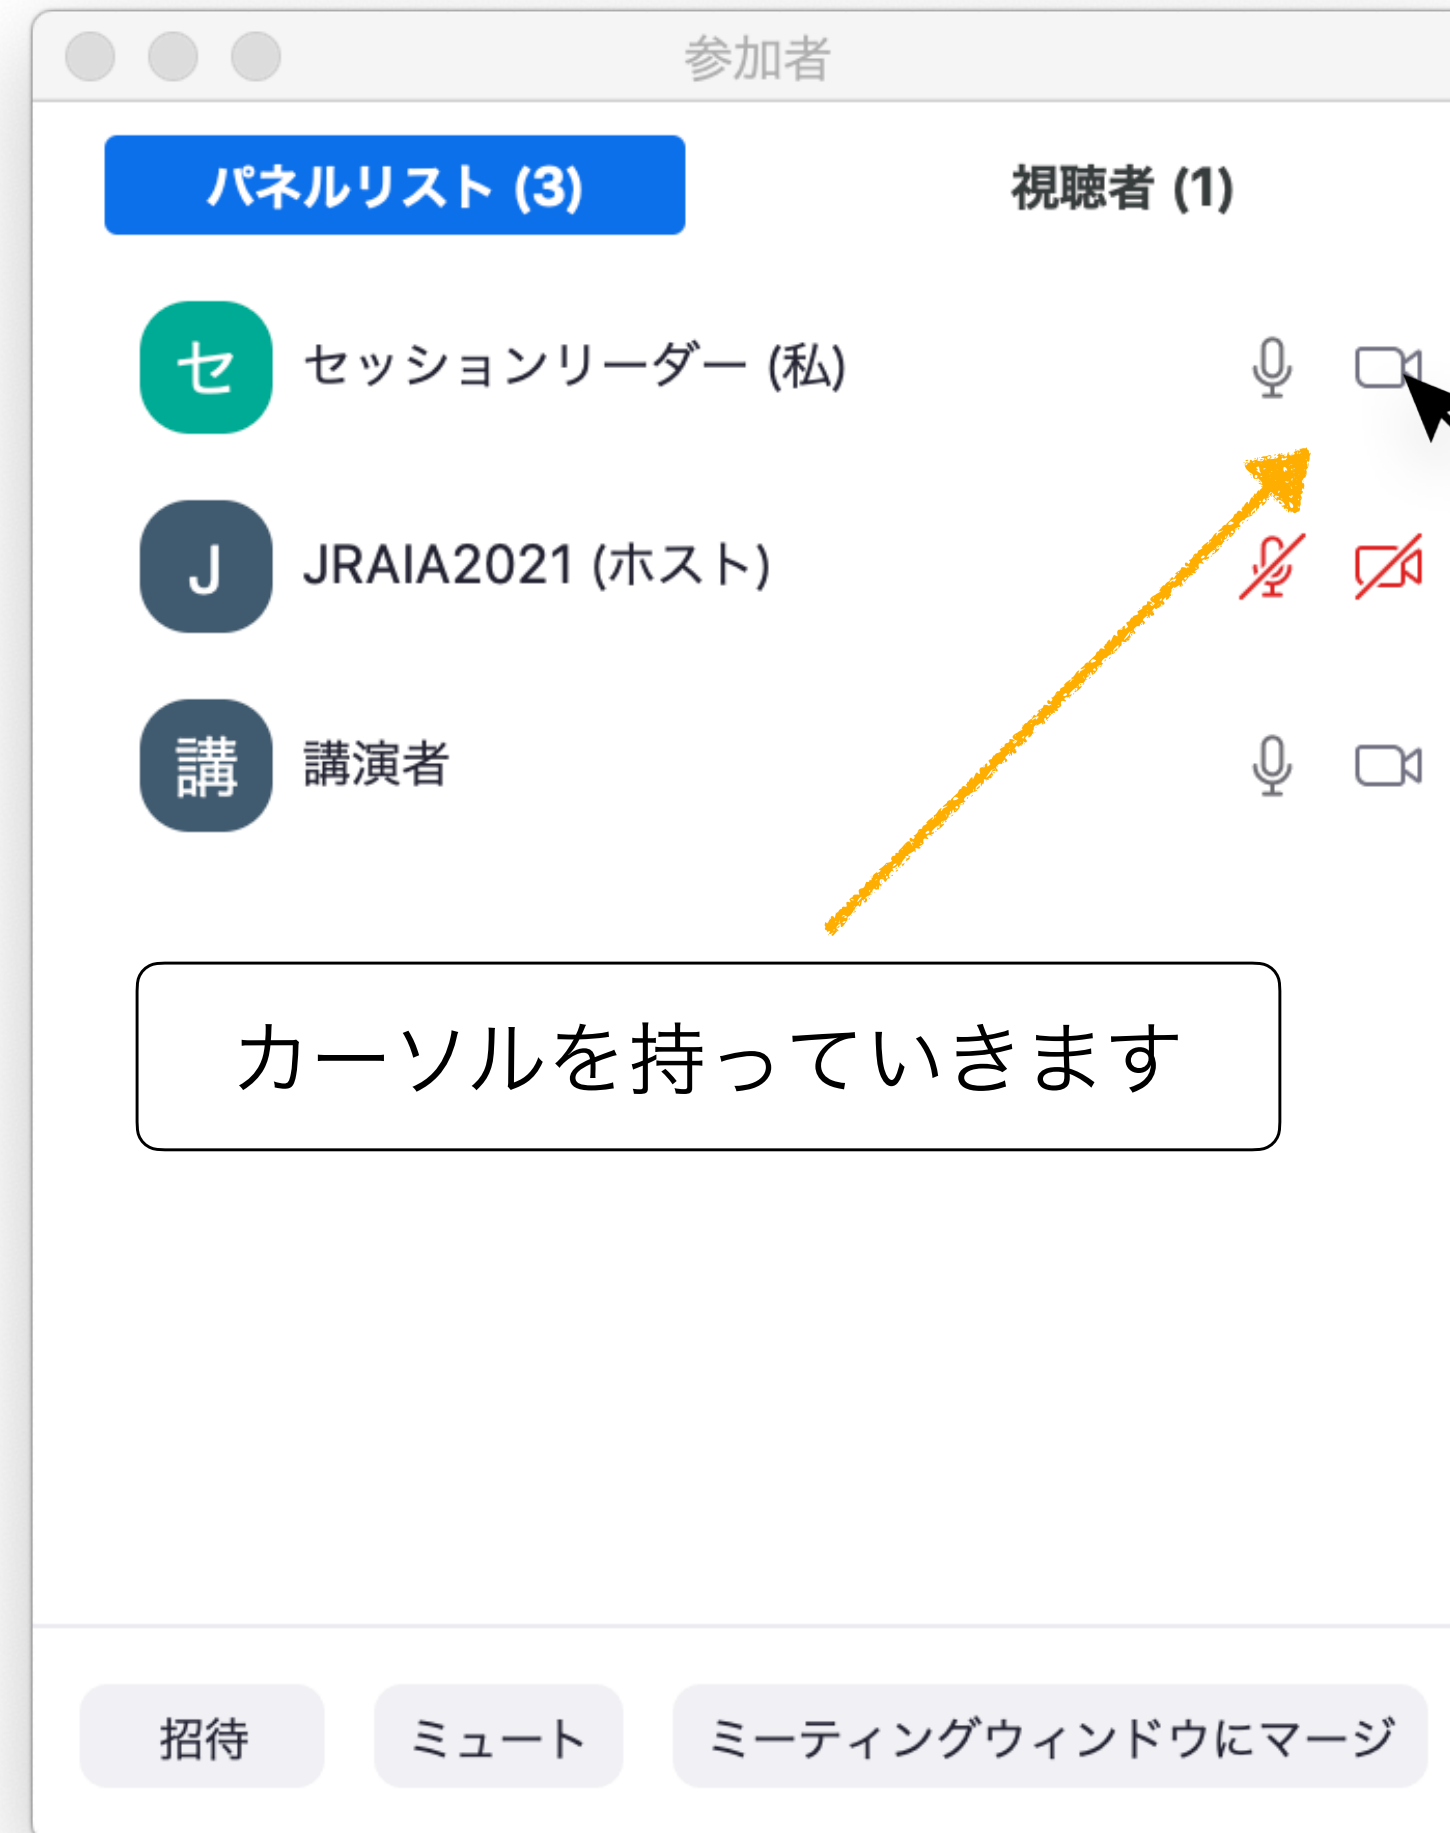 参加者
パネルリスト (3)
視聴者 (1)
セ セッションリーダー (私)
J JRAIA2021 (ホスト)
講 講演者
カーソルを持っていきます
招待
ミュート
ミーティングウィンドウにマージ